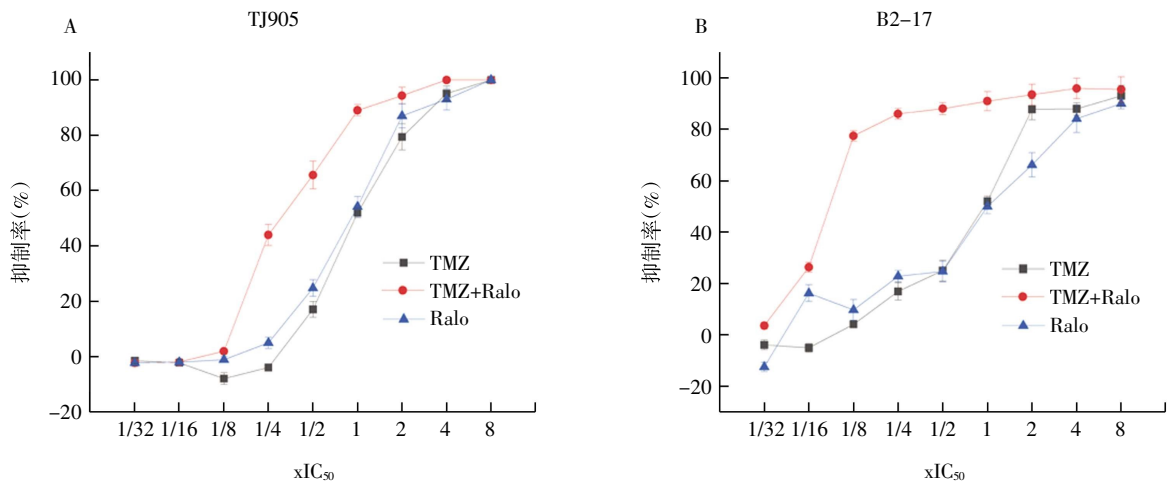 A
TJ905
100
80
60
40
20
0
-20
抑制率(%)
TMZ
TMZ+Ralo
Ralo
1/32 1/16 1/8 1/4 1/2 1 2 4 8
xIC50
B
B2-17
100
80
60
40
20
0
-20
抑制率(%)
TMZ
TMZ+Ralo
Ralo
1/32 1/16 1/8 1/4 1/2 1 2 4 8
xIC50